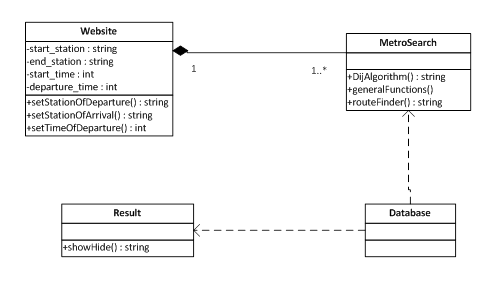 Website
-start_station : string
-end_station : string
-start_time : int
-departure_time : int
+setStationOfDeparture() : string
+setStationOfArrival() : string
+setTimeOfDeparture() : int
1
1..*
MetroSearch
+DijAlgorithm() : string
+generalFunctions()
+routeFinder() : string
Result
+showHide() : string
Database